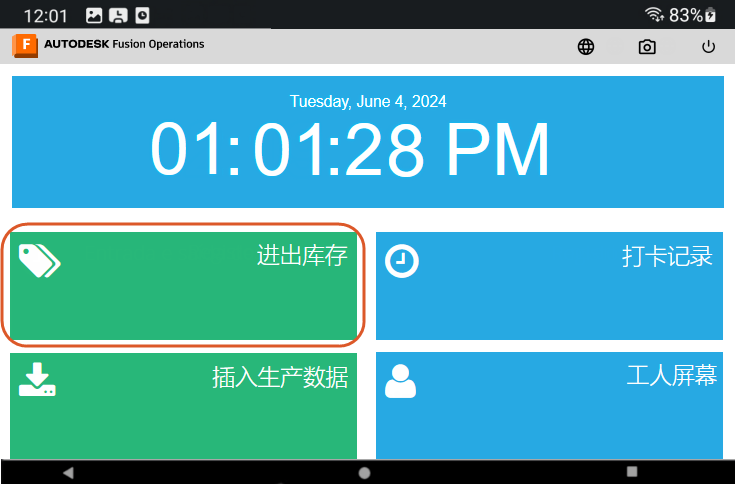 12:01
83%
F AUTODESK Fusion Operations
Tuesday, June 4, 2024
01:01:28 PM
进出库存
打卡记录
插入生产数据
工人屏幕